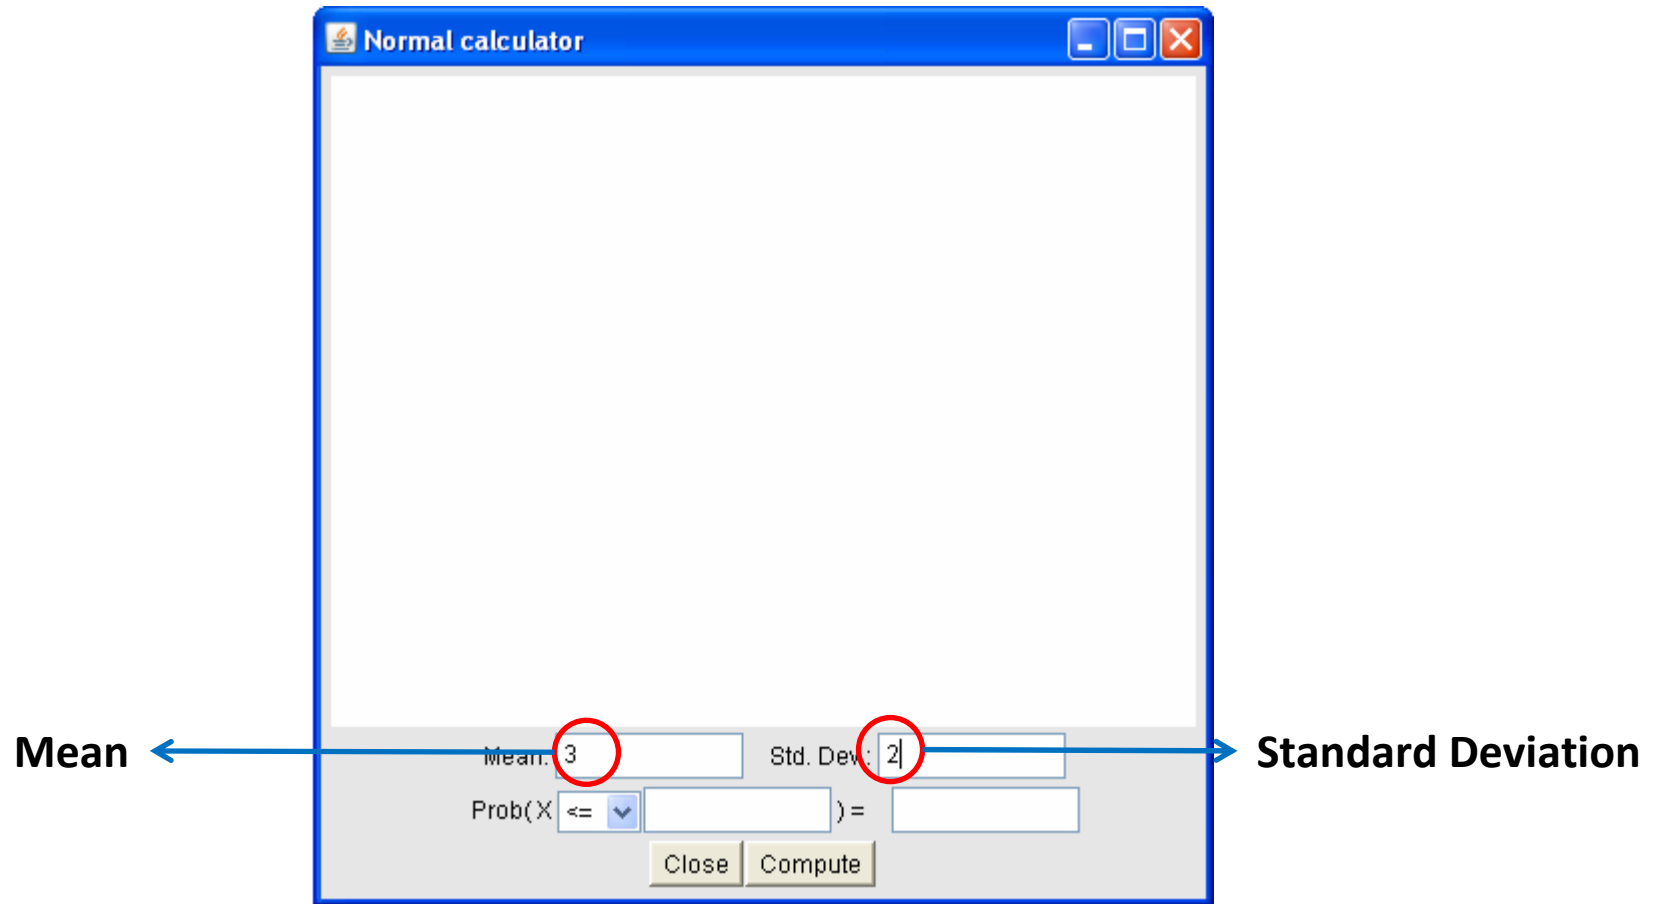 Normal calculator
Mean Mean: 3 Std. Dev.: 2 Standard Deviation
Prob(X <= ) =
Close Compute